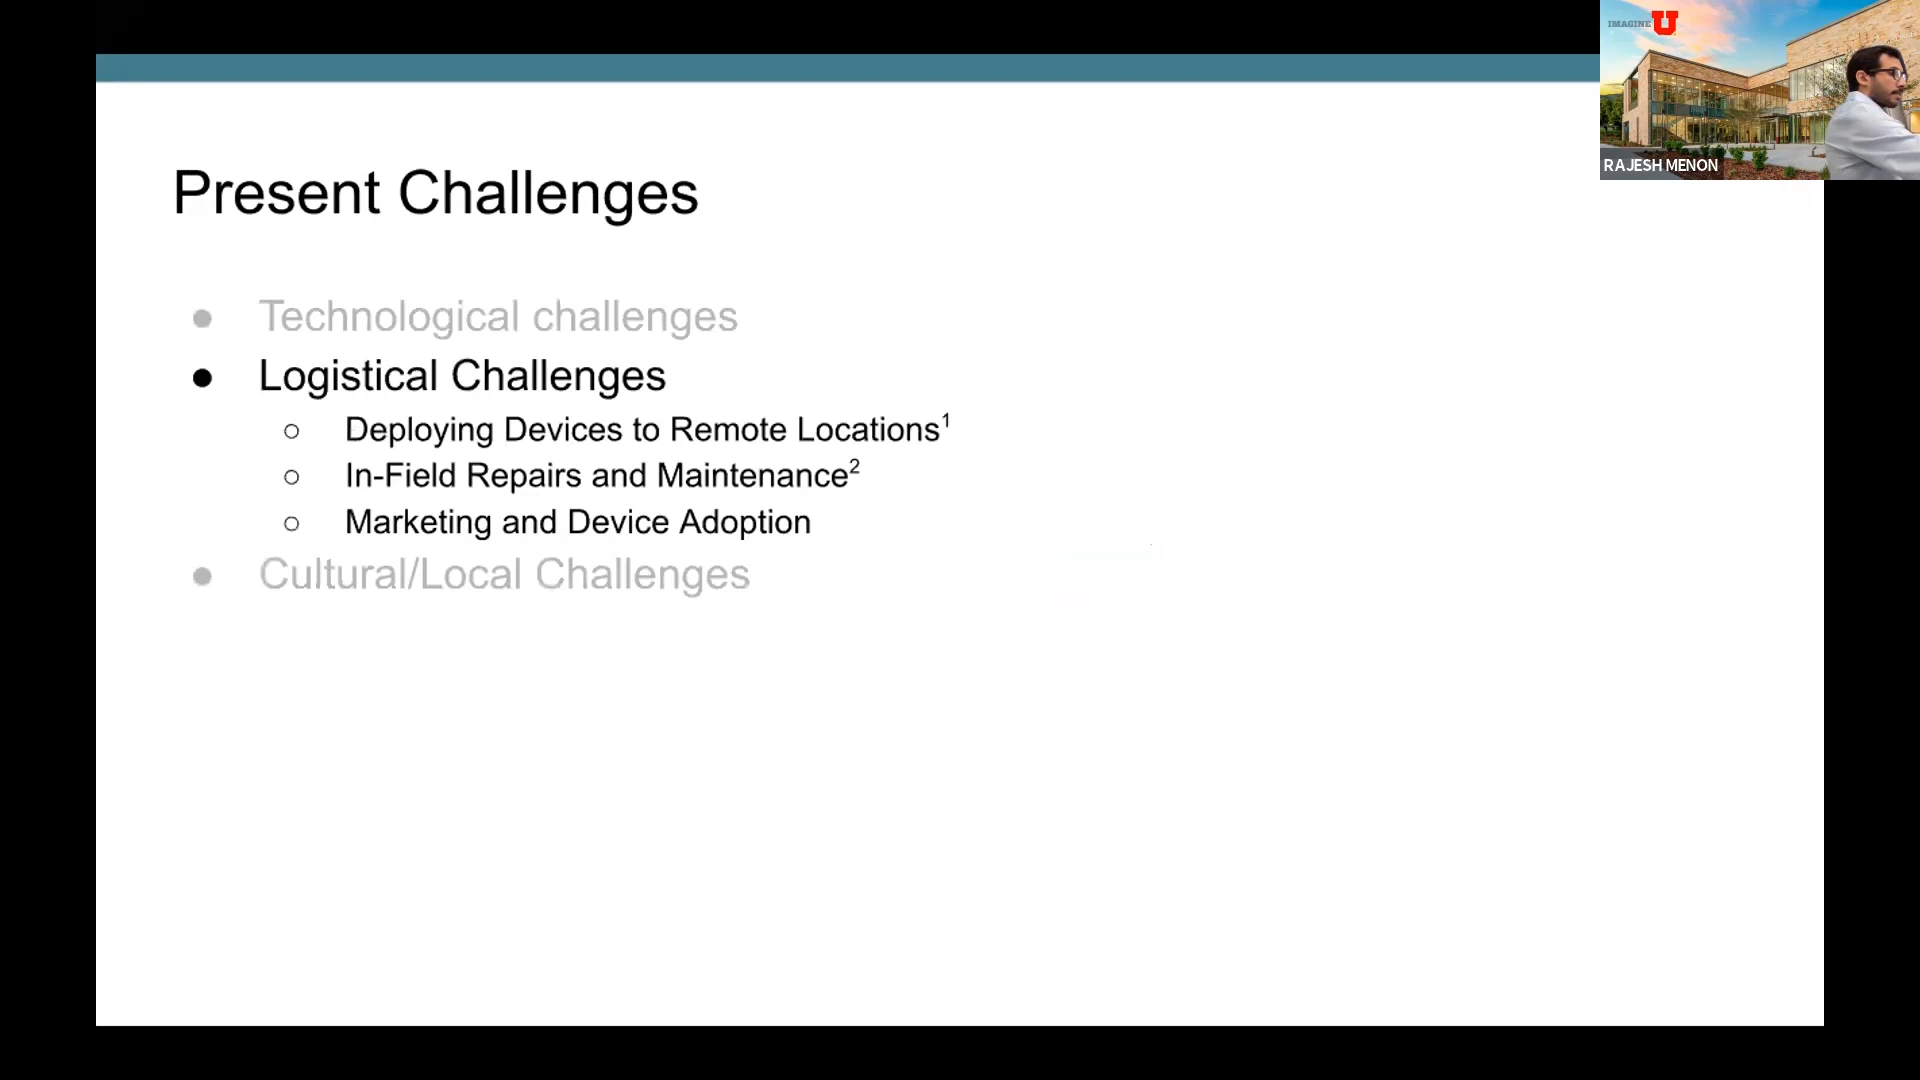 IMAGINE U
RAJESH MENON
Present Challenges
● Technological challenges
● Logistical Challenges
○ Deploying Devices to Remote Locations¹
○ In-Field Repairs and Maintenance²
○ Marketing and Device Adoption
● Cultural/Local Challenges